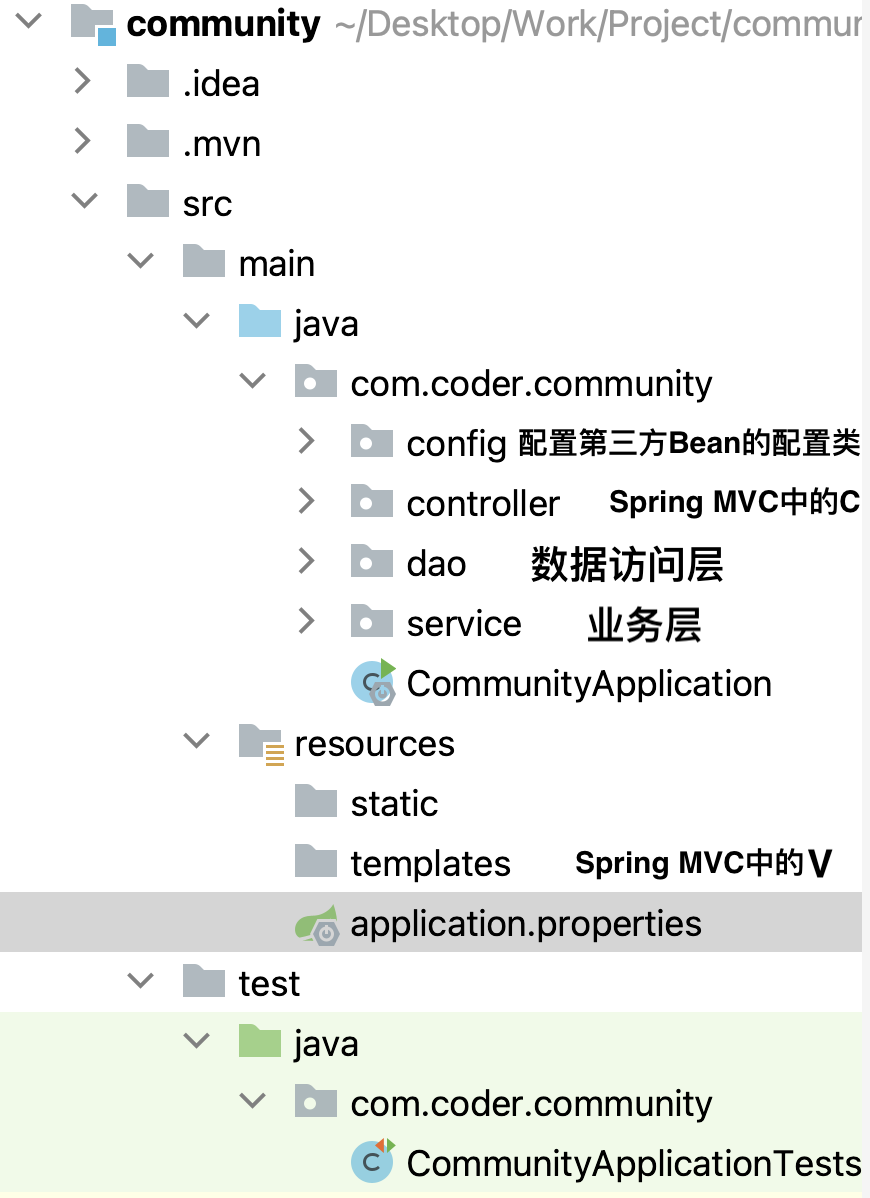 community ~/Desktop/Work/Project/commun
.idea
.mvn
src
main
java
com.coder.community
config 配置第三方Bean的配置类
controller Spring MVC中的C
dao 数据访问层
service 业务层
CommunityApplication
resources
static
templates Spring MVC中的V
application.properties
test
java
com.coder.community
CommunityApplicationTests